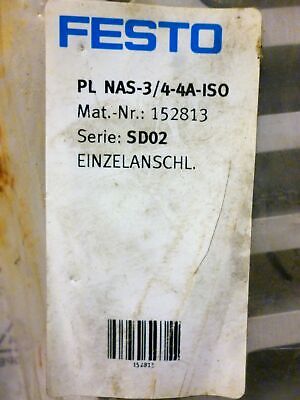 FESTO
PL NAS-3/4-4A-ISO
Mat.-Nr.: 152813
Serie: SD02
EINZELANSCHL.
152813